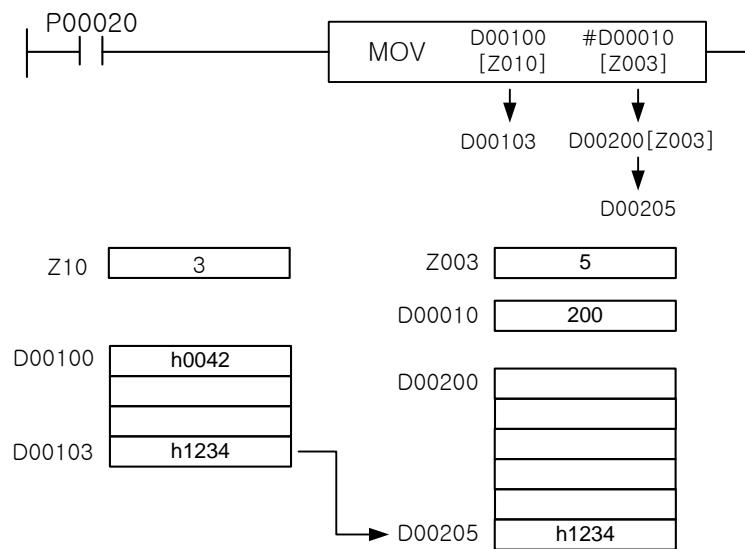 P00020
MOV D00100 #D00010
[Z010] [Z003]
D00103 D00200[Z003]
D00205
Z10 3 Z003 5
D00010 200
D00100 h0042 D00200
D00103 h1234
D00205 h1234